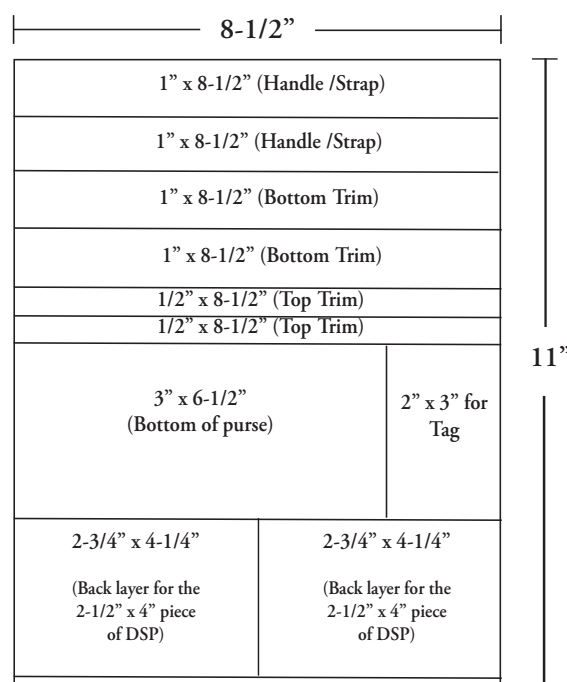 8-1/2”
1” x 8-1/2” (Handle /Strap)
1” x 8-1/2” (Handle /Strap)
1” x 8-1/2” (Bottom Trim)
1” x 8-1/2” (Bottom Trim)
1/2” x 8-1/2” (Top Trim)
1/2” x 8-1/2” (Top Trim)
11”
3” x 6-1/2”
(Bottom of purse)
2” x 3” for
Tag
2-3/4” x 4-1/4”
(Back layer for the
2-1/2” x 4” piece
of DSP)
2-3/4” x 4-1/4”
(Back layer for the
2-1/2” x 4” piece
of DSP)